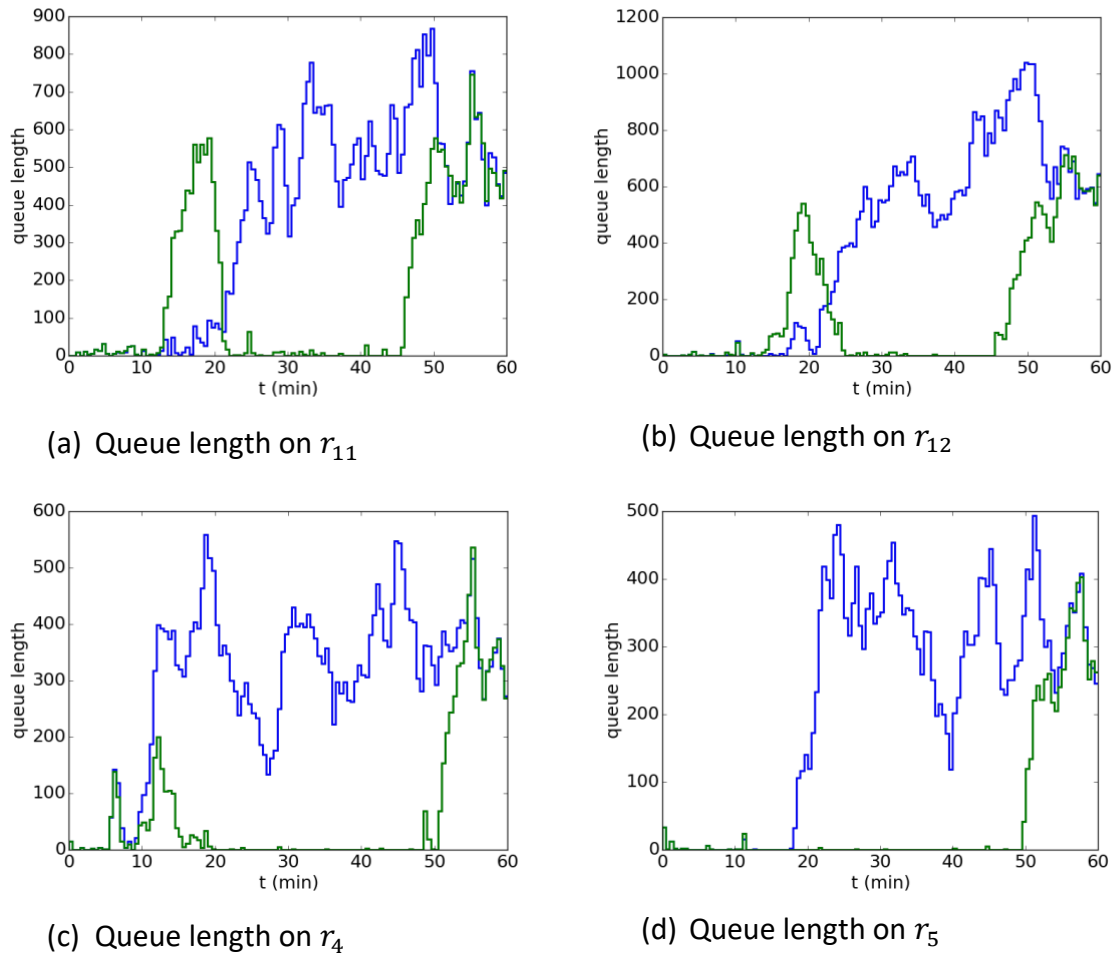 900
800
700
600
500
400
300
200
100
0
queue length
0 10 20 30 40 50 60
t (min)
(a) Queue length on r₁₁
1200
1000
800
600
400
200
0
queue length
0 10 20 30 40 50 60
t (min)
(b) Queue length on r₁₂
600
500
400
300
200
100
0
queue length
0 10 20 30 40 50 60
t (min)
(c) Queue length on r₄
500
400
300
200
100
0
queue length
0 10 20 30 40 50 60
t (min)
(d) Queue length on r₅